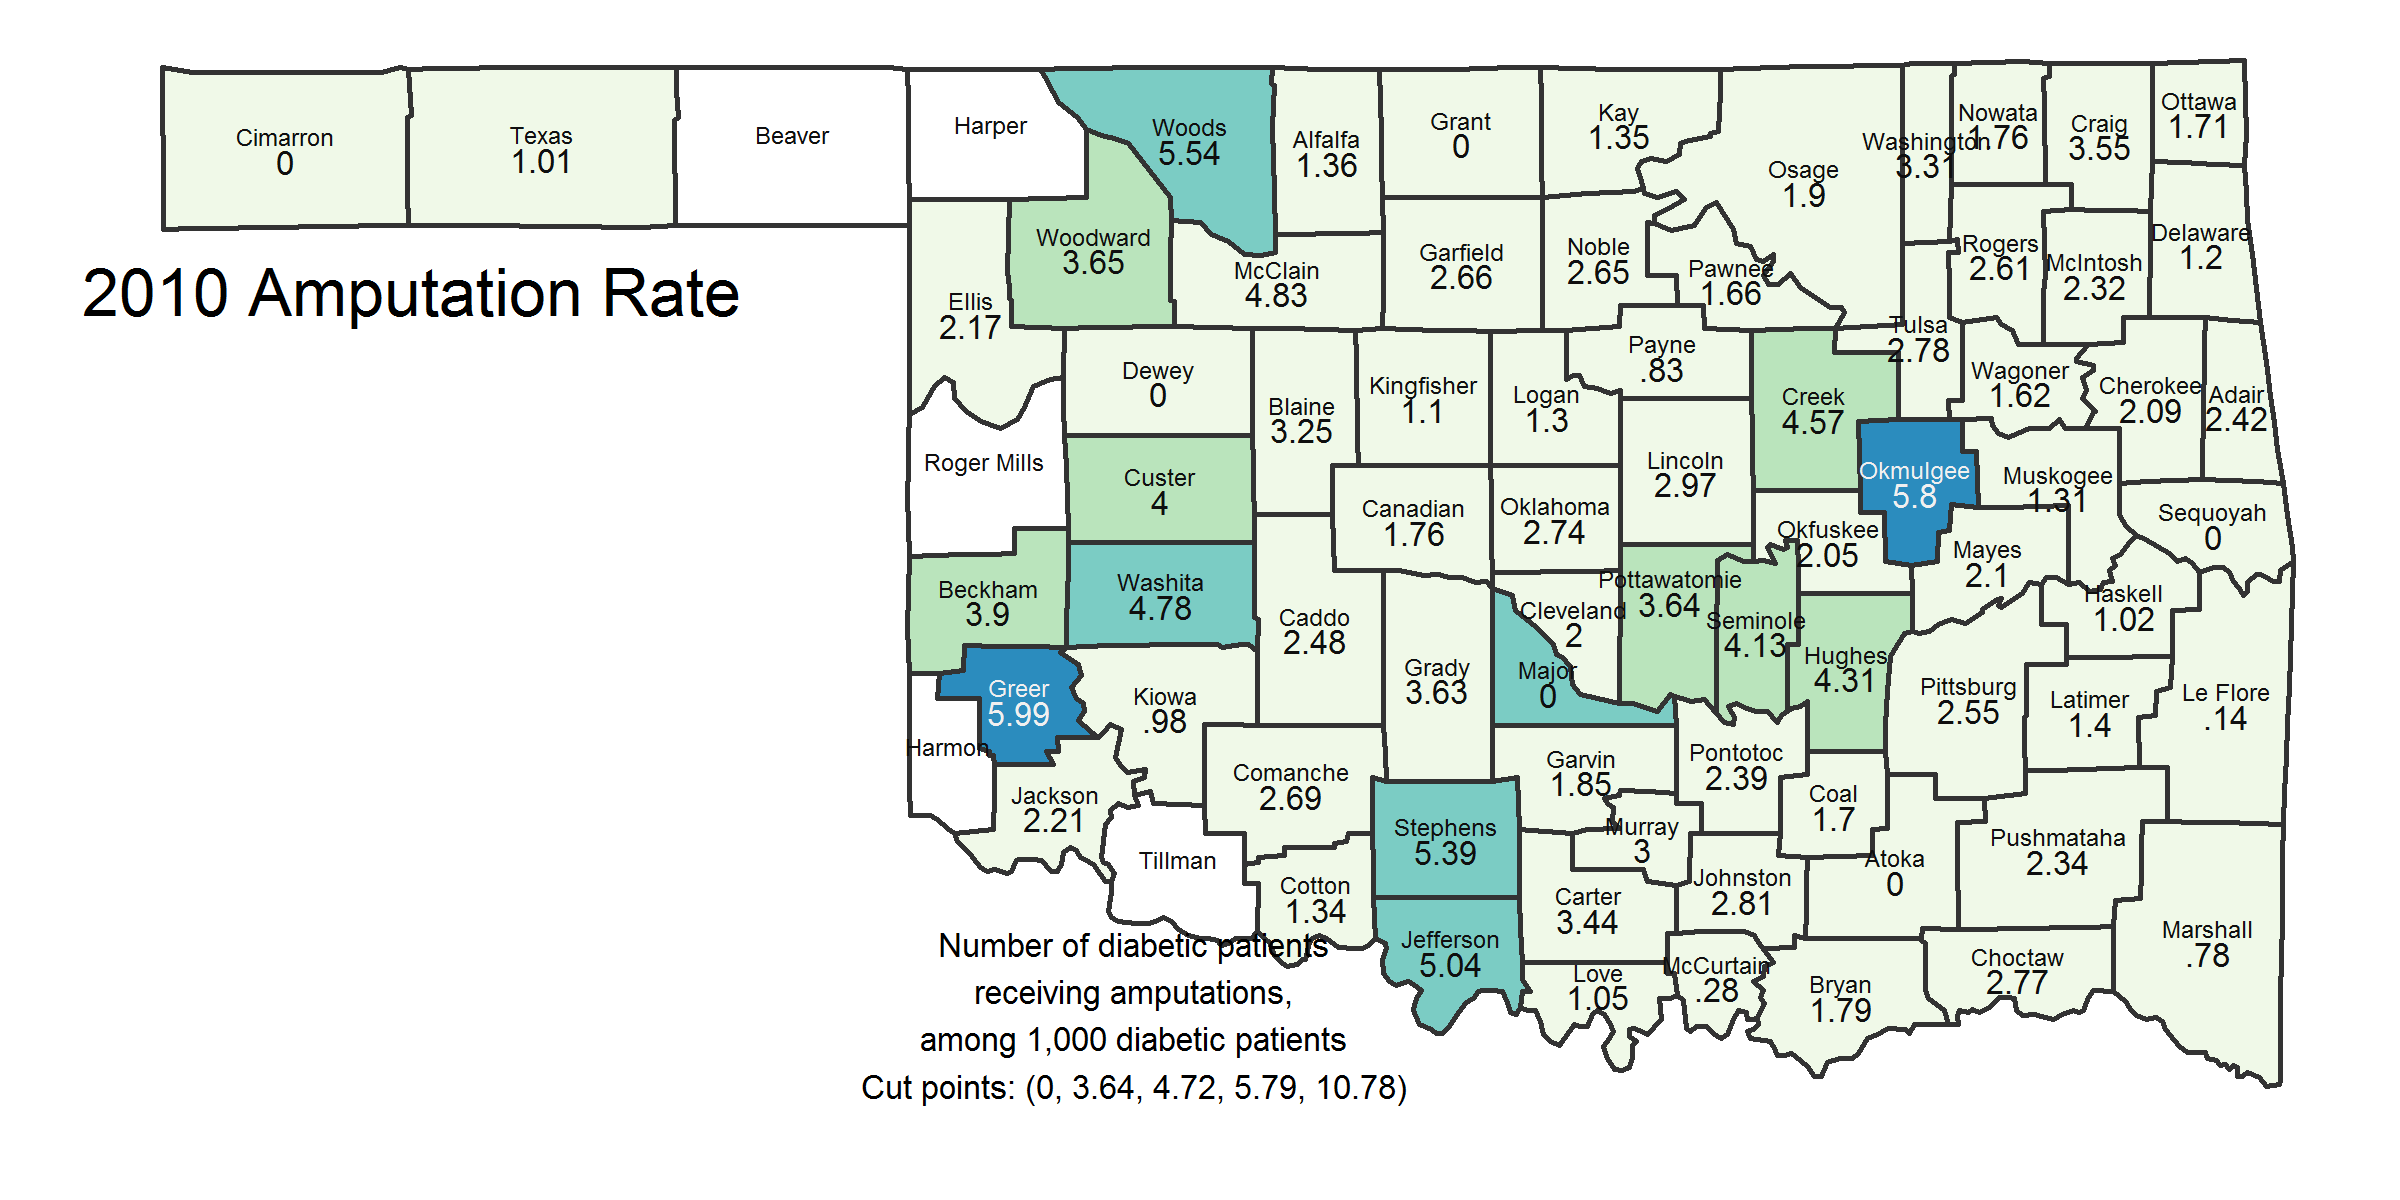 Cimarron
0
Texas
1.01
Beaver
Harper
Woods
5.54
Alfalfa
1.36
Grant
0
Kay
1.35
Osage
1.9
Washington
3.31
Nowata
1.76
Craig
3.55
Ottawa
1.71
Woodward
3.65
McClain
4.83
Garfield
2.66
Noble
2.65
Pawnee
1.66
Rogers
2.61
McIntosh
2.32
Delaware
1.2
2010 Amputation Rate
Ellis
2.17
Dewey
0
Blaine
3.25
Kingfisher
1.1
Logan
1.3
Payne
.83
Creek
4.57
Tulsa
2.78
Wagoner
1.62
Cherokee
2.09
Adair
2.42
Roger Mills
Custer
4
Canadian
1.76
Oklahoma
2.74
Lincoln
2.97
Okmulgee
5.8
Muskogee
1.31
Sequoyah
0
Okfuskee
2.05
Mayes
2.1
Beckham
3.9
Washita
4.78
Caddo
2.48
Cleveland
2
Pottawatomie
3.64
Seminole
4.13
Haskell
1.02
Greer
5.99
Kiowa
.98
Grady
3.63
Major
0
Hughes
4.31
Pittsburg
2.55
Latimer
1.4
Le Flore
.14
Harmon
Jackson
2.21
Comanche
2.69
Garvin
1.85
Pontotoc
2.39
Coal
1.7
Tillman
Stephens
5.39
Murray
3
Atoka
0
Pushmataha
2.34
Cotton
1.34
Carter
3.44
Johnston
2.81
Jefferson
5.04
Love
1.05
McCurtain
.28
Bryan
1.79
Choctaw
2.77
Marshall
.78
Number of diabetic patients
receiving amputations,
among 1,000 diabetic patients
Cut points: (0, 3.64, 4.72, 5.79, 10.78)